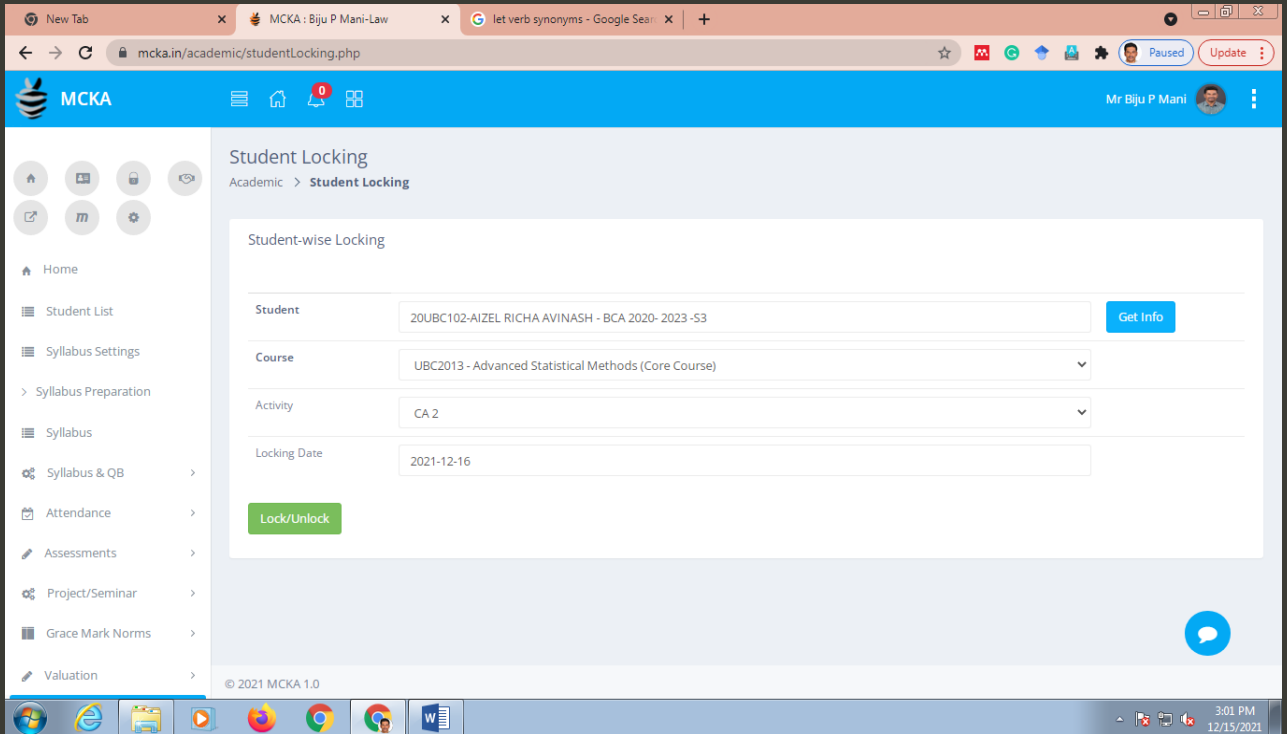 New Tab
MCKA : Biju P Mani-Law
let verb synonyms - Google Sear
mcka.in/academic/studentLocking.php
Paused
Update
MCKA
0
Mr Biju P Mani
Student Locking
Academic > Student Locking
m
Home
Student List
Syllabus Settings
> Syllabus Preparation
Syllabus
Syllabus & QB
Attendance
Assessments
Project/Seminar
Grace Mark Norms
Valuation
Student-wise Locking
Student
20UBC102-AIZEL RICHA AVINASH - BCA 2020- 2023 -S3
Get Info
Course
UBC2013 - Advanced Statistical Methods (Core Course)
Activity
CA 2
Locking Date
2021-12-16
Lock/Unlock
© 2021 MCKA 1.0
3:01 PM
12/15/2021